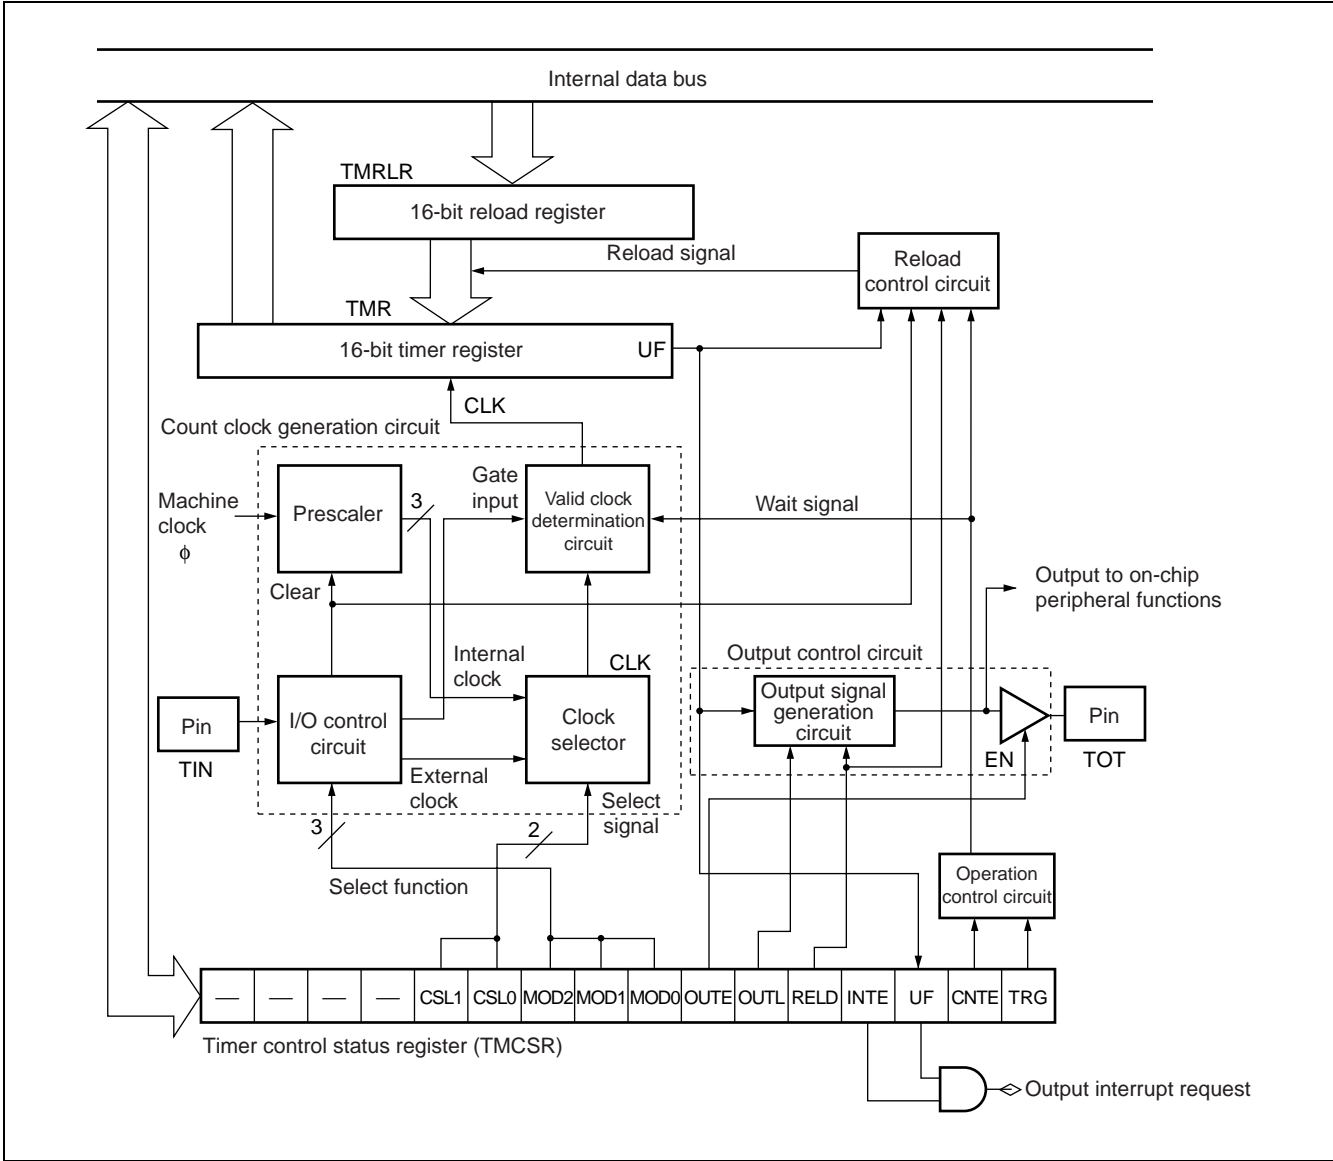 Internal data bus
TMRLR
16-bit reload register
Reload signal
Reload
control circuit
TMR
16-bit timer register
UF
CLK
Count clock generation circuit
Machine
clock
ϕ
Prescaler
3
Gate
input
Valid clock
determination
circuit
Wait signal
Clear
Output to on-chip
peripheral functions
Internal
clock
CLK
Output control circuit
Pin
TIN
I/O control
circuit
Clock
selector
Output signal
generation
circuit
EN
Pin
TOT
External
clock
Select
signal
3
2
Select function
Operation
control circuit
— — — — CSL1 CSL0 MOD2 MOD1 MOD0 OUTE OUTL RELD INTE UF CNTE TRG
Timer control status register (TMCSR)
Output interrupt request